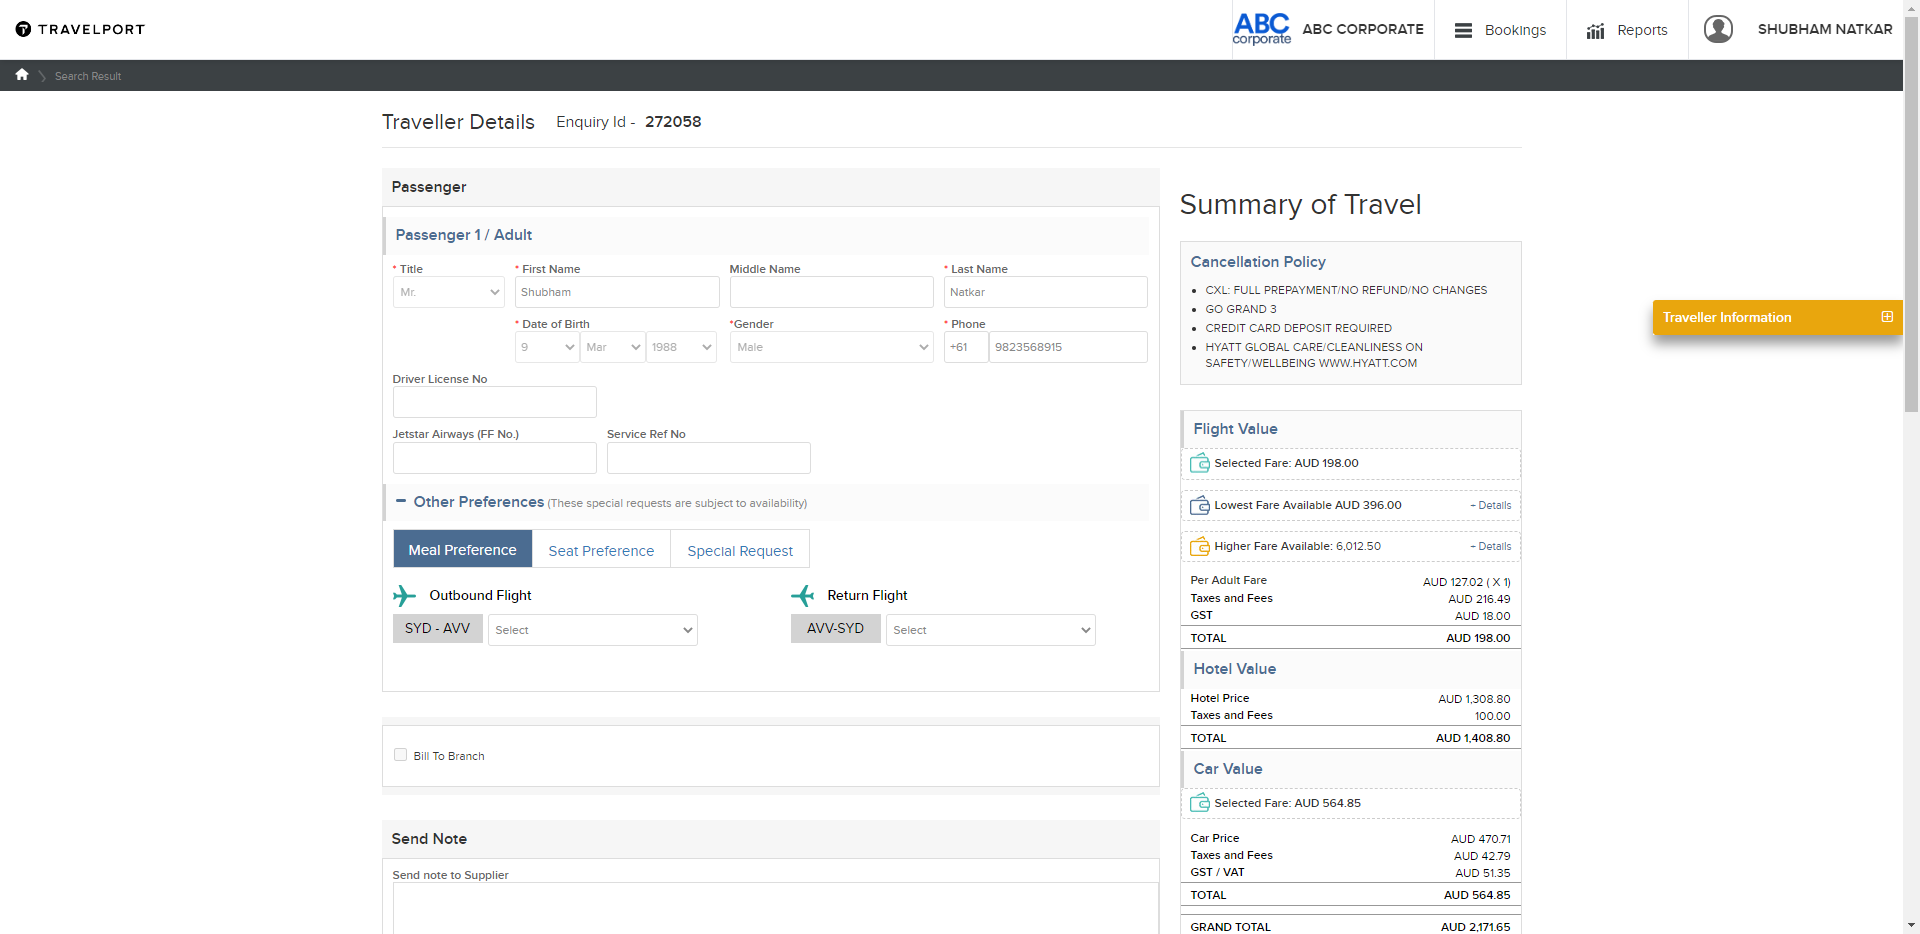 TRAVELPORT
ABC
corporate
ABC CORPORATE
Bookings
Reports
SHUBHAM NATKAR
Search Result
Traveller Details
Enquiry Id - 272058
Passenger
Passenger 1 / Adult
* Title
* First Name
Middle Name
* Last Name
Mr.
Shubham
Natkar
* Date of Birth
*Gender
* Phone
9
Mar
1988
Male
+61
9823568915
Driver License No
Jetstar Airways (FF No.)
Service Ref No
Other Preferences (These special requests are subject to availability)
Meal Preference
Seat Preference
Special Request
Outbound Flight
Return Flight
SYD - AVV
Select
AVV-SYD
Select
Bill To Branch
Send Note
Send note to Supplier
Summary of Travel
Cancellation Policy
• CXL: FULL PREPAYMENT/NO REFUND/NO CHANGES
• GO GRAND 3
• CREDIT CARD DEPOSIT REQUIRED
• HYATT GLOBAL CARE/CLEANLINESS ON
SAFETY/WELLBEING WWW.HYATT.COM
Traveller Information
Flight Value
Selected Fare: AUD 198.00
Lowest Fare Available AUD 396.00 + Details
Higher Fare Available: 6,012.50 + Details
Per Adult Fare AUD 127.02 ( X 1)
Taxes and Fees AUD 216.49
GST AUD 18.00
TOTAL AUD 198.00
Hotel Value
Hotel Price AUD 1,308.80
Taxes and Fees 100.00
TOTAL AUD 1,408.80
Car Value
Selected Fare: AUD 564.85
Car Price AUD 470.71
Taxes and Fees AUD 42.79
GST / VAT AUD 51.35
TOTAL AUD 564.85
GRAND TOTAL AUD 2,171.65